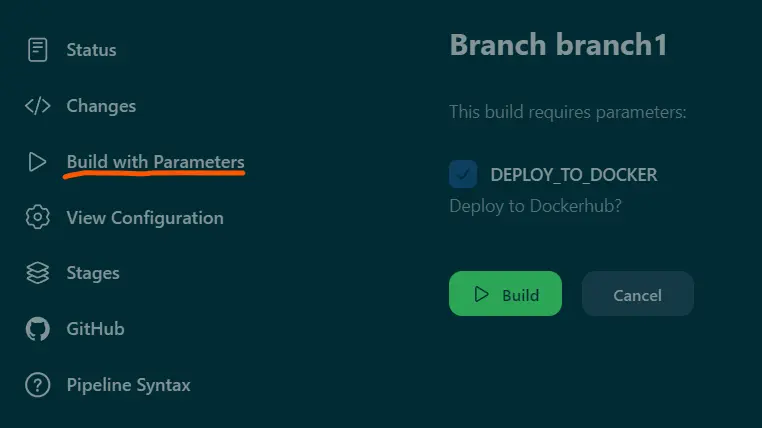 Status
Changes
Build with Parameters
View Configuration
Stages
GitHub
Pipeline Syntax
Branch branch1
This build requires parameters:
DEPLOY_TO_DOCKER
Deploy to Dockerhub?
Build
Cancel